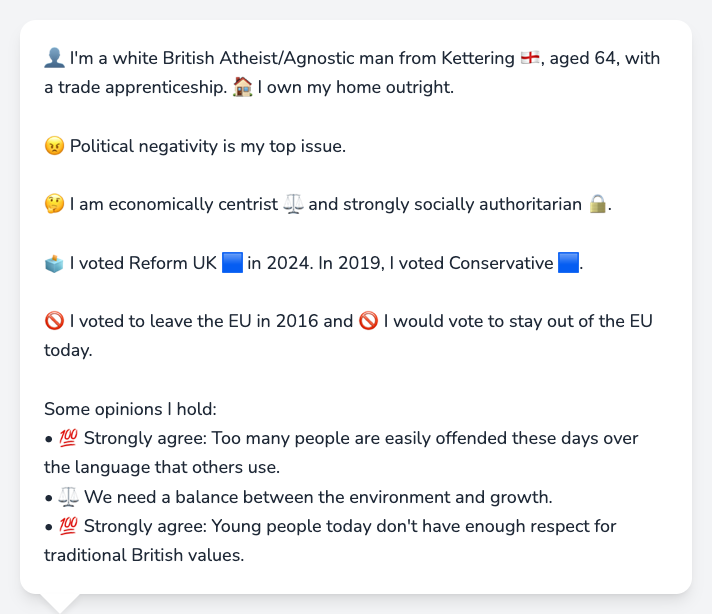 👤 I'm a white British Atheist/Agnostic man from Kettering 🏴󠁧󠁢󠁥󠁮󠁧󠁿, aged 64, with
a trade apprenticeship. 🏠 I own my home outright.
😠 Political negativity is my top issue.
🤔 I am economically centrist ⚖️ and strongly socially authoritarian 🔒.
🗳️ I voted Reform UK 🟦 in 2024. In 2019, I voted Conservative 🟦.
🚫 I voted to leave the EU in 2016 and 🚫 I would vote to stay out of the EU
today.
Some opinions I hold:
• 💯 Strongly agree: Too many people are easily offended these days over
the language that others use.
• ⚖️ We need a balance between the environment and growth.
• 💯 Strongly agree: Young people today don't have enough respect for
traditional British values.